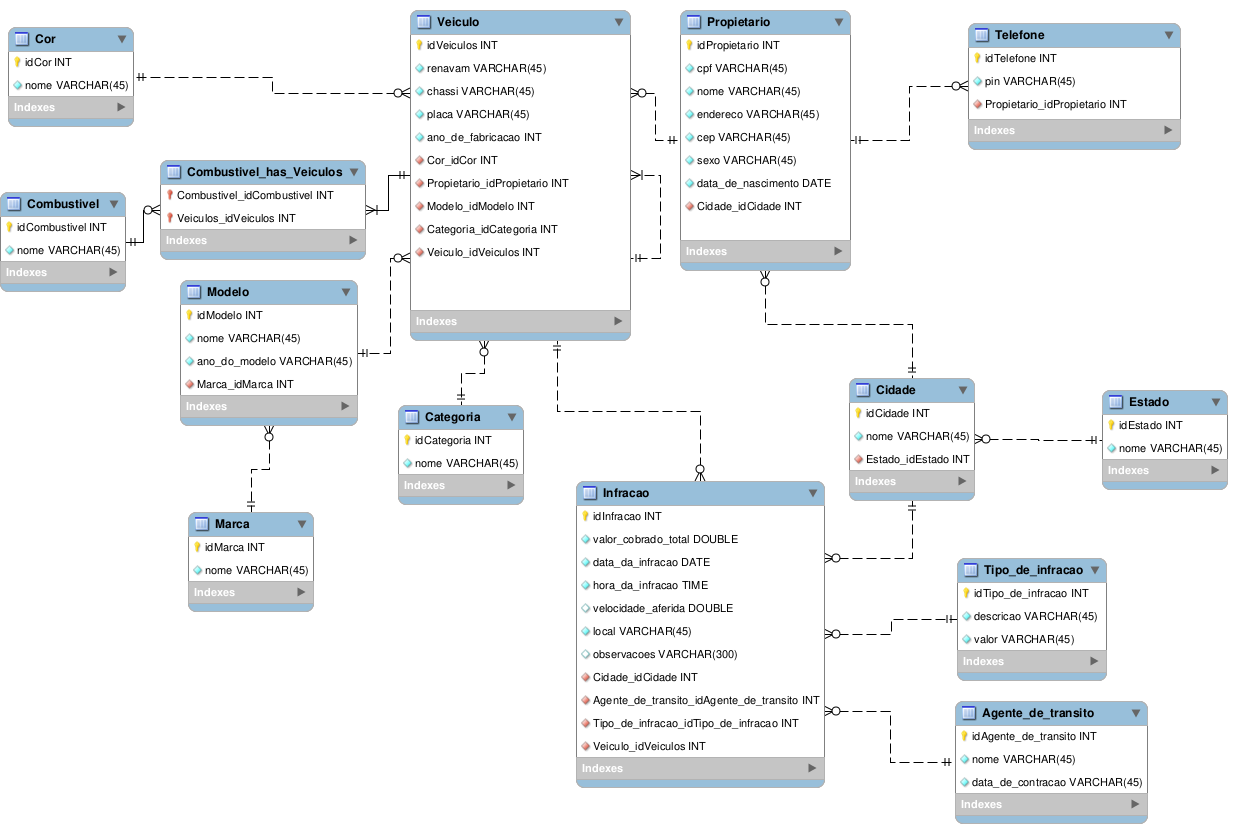 Cor
idCor INT
nome VARCHAR(45)
Indexes
Veiculo
idVeiculos INT
renavam VARCHAR(45)
chassi VARCHAR(45)
placa VARCHAR(45)
ano_de_fabricacao INT
Cor_idCor INT
Propietario_idPropietario INT
Modelo_idModelo INT
Categoria_idCategoria INT
Veiculo_idVeiculos INT
Indexes
Propietario
idPropietario INT
cpf VARCHAR(45)
nome VARCHAR(45)
endereco VARCHAR(45)
cep VARCHAR(45)
sexo VARCHAR(45)
data_de_nascimento DATE
Cidade_idCidade INT
Indexes
Telefone
idTelefone INT
pin VARCHAR(45)
Propietario_idPropietario INT
Indexes
Combustivel_has_Veiculos
Combustivel_idCombustivel INT
Veiculos_idVeiculos INT
Indexes
Combustivel
idCombustivel INT
nome VARCHAR(45)
Indexes
Modelo
idModelo INT
nome VARCHAR(45)
ano_do_modelo VARCHAR(45)
Marca_idMarca INT
Indexes
Categoria
idCategoria INT
nome VARCHAR(45)
Indexes
Cidade
idCidade INT
nome VARCHAR(45)
Estado_idEstado INT
Indexes
Estado
idEstado INT
nome VARCHAR(45)
Indexes
Marca
idMarca INT
nome VARCHAR(45)
Indexes
Infracao
idInfracao INT
valor_cobrado_total DOUBLE
data_da_infracao DATE
hora_da_infracao TIME
velocidade_aferida DOUBLE
local VARCHAR(45)
observacoes VARCHAR(300)
Cidade_idCidade INT
Agente_de_transito_idAgente_de_transito INT
Tipo_de_infracao_idTipo_de_infracao INT
Veiculo_idVeiculos INT
Indexes
Tipo_de_infracao
idTipo_de_infracao INT
descricao VARCHAR(45)
valor VARCHAR(45)
Indexes
Agente_de_transito
idAgente_de_transito INT
nome VARCHAR(45)
data_de_contracao VARCHAR(45)
Indexes